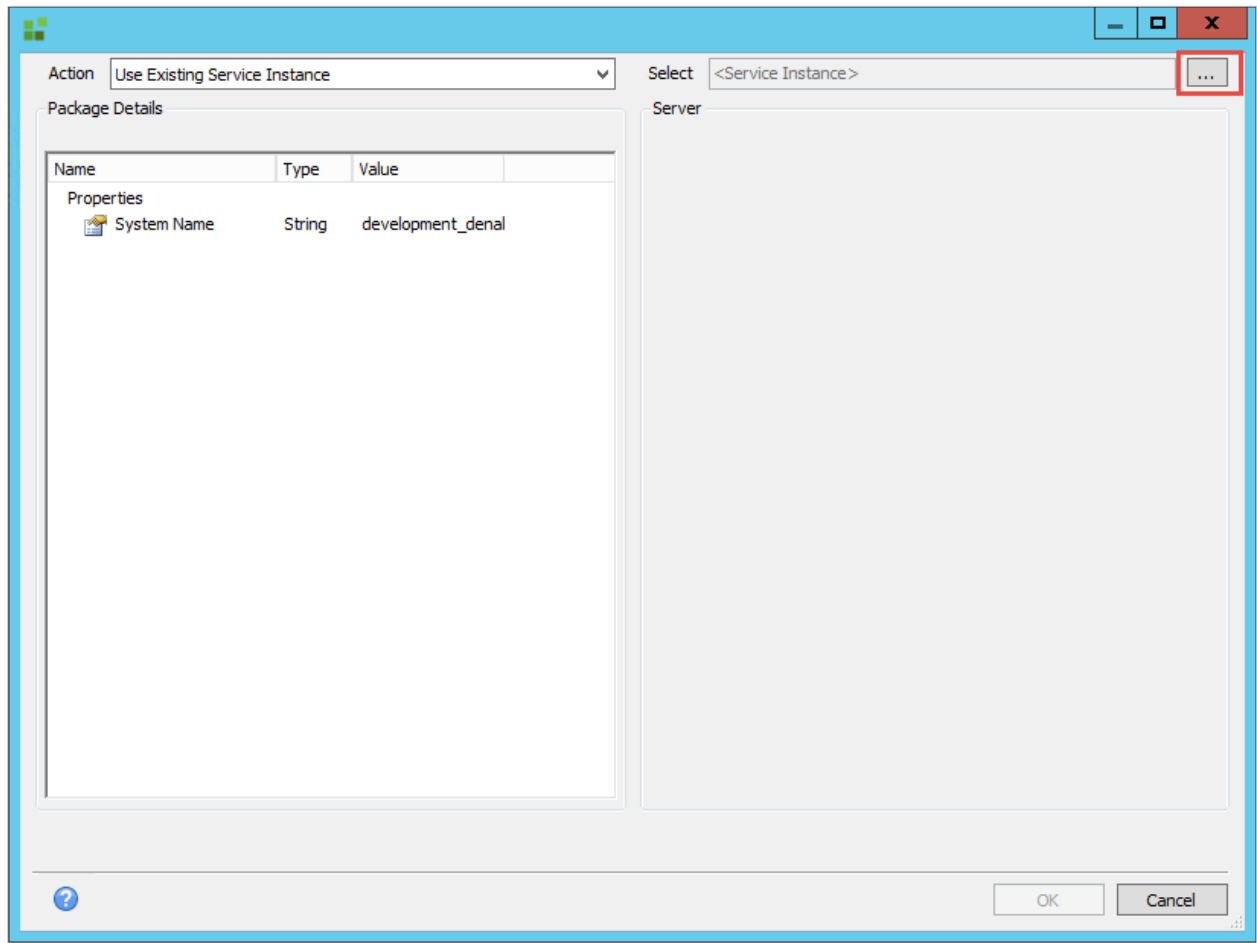 Action Use Existing Service Instance Select <Service Instance> ...
Package Details Server
Name Type Value
Properties
System Name String development_denal
? OK Cancel